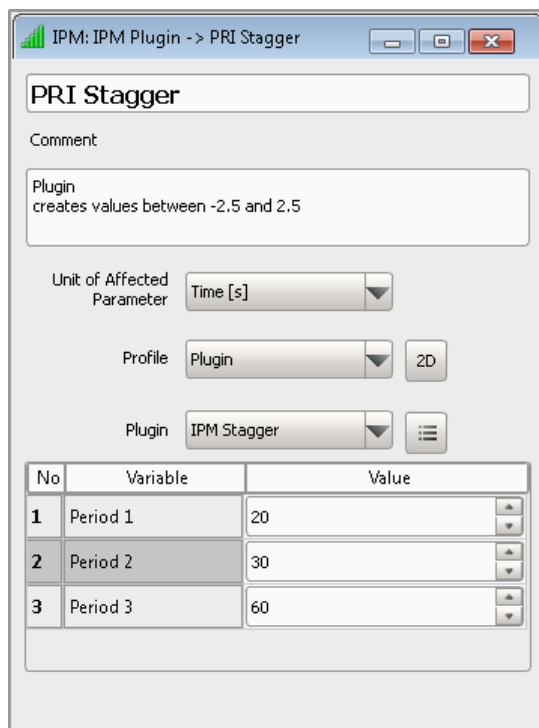 IPM: IPM Plugin -> PRI Stagger
PRI Stagger
Comment
Plugin
creates values between -2.5 and 2.5
Unit of Affected
Parameter
Time [s]
Profile
Plugin
2D
Plugin
IPM Stagger
No Variable Value
1 Period 1 20
2 Period 2 30
3 Period 3 60